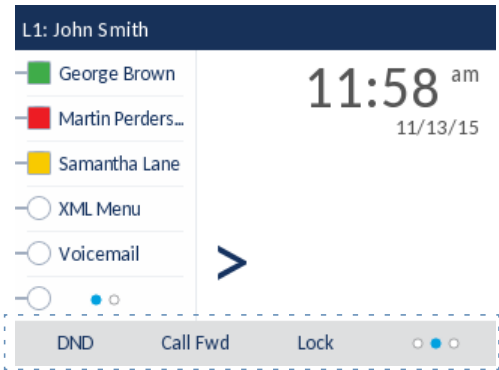 L1: John Smith
George Brown
Martin Perders...
Samantha Lane
XML Menu
Voicemail
11:58 am
11/13/15
>
DND Call Fwd Lock